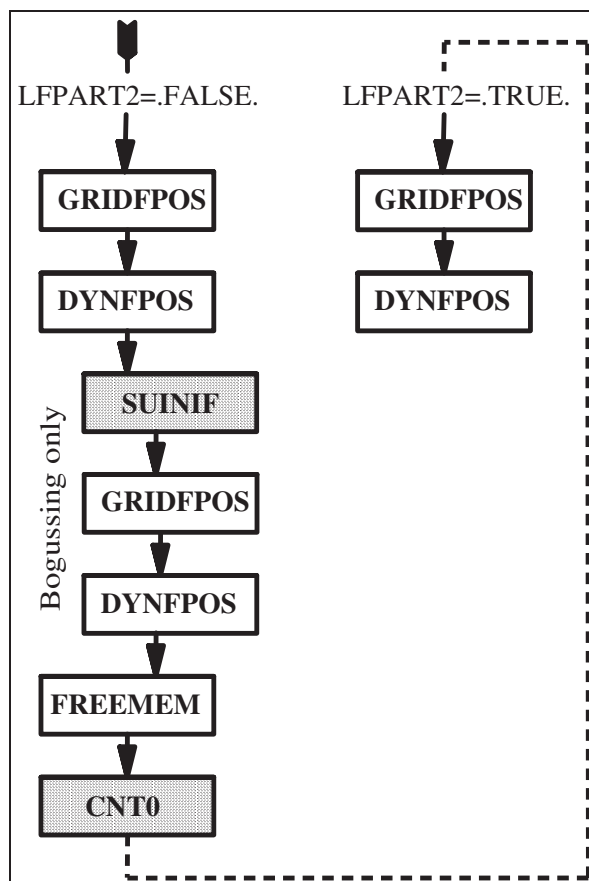 LFPART2=.FALSE.
GRIDFPOS
DYNFPOS
SUINIF
Bogussing only
GRIDFPOS
DYNFPOS
FREEMEM
CNT0
LFPART2=.TRUE.
GRIDFPOS
DYNFPOS